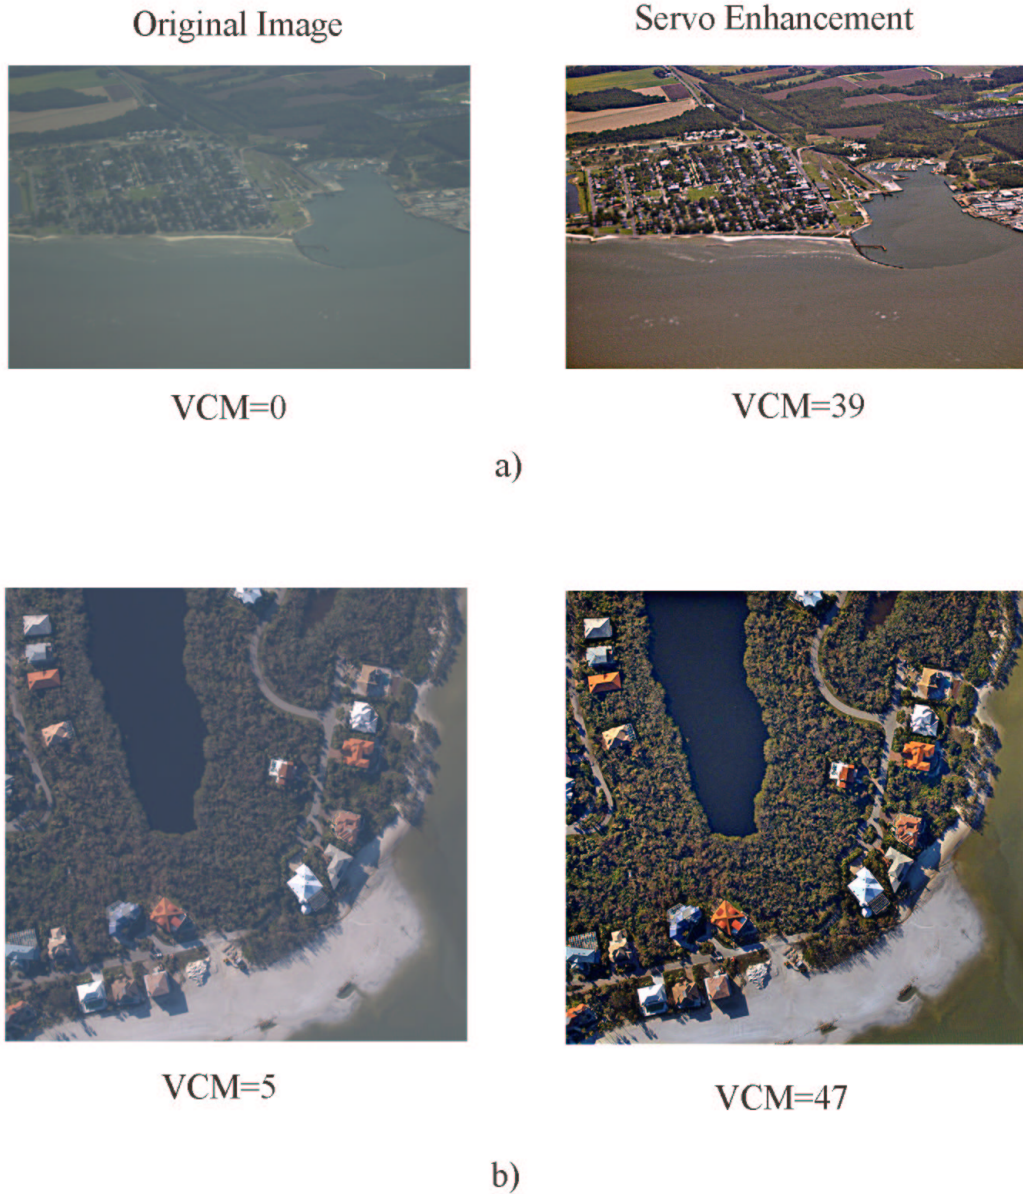 Original Image
Servo Enhancement
VCM=0
VCM=39
a)
VCM=5
VCM=47
b)